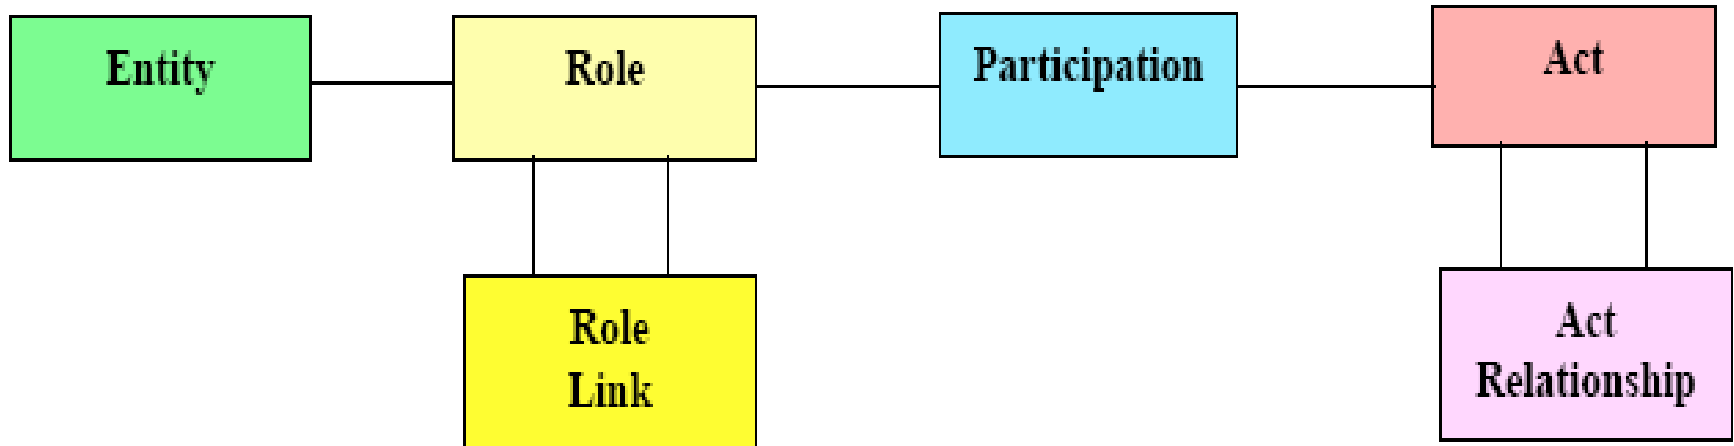 Entity
Role
Participation
Act
Role
Link
Act
Relationship